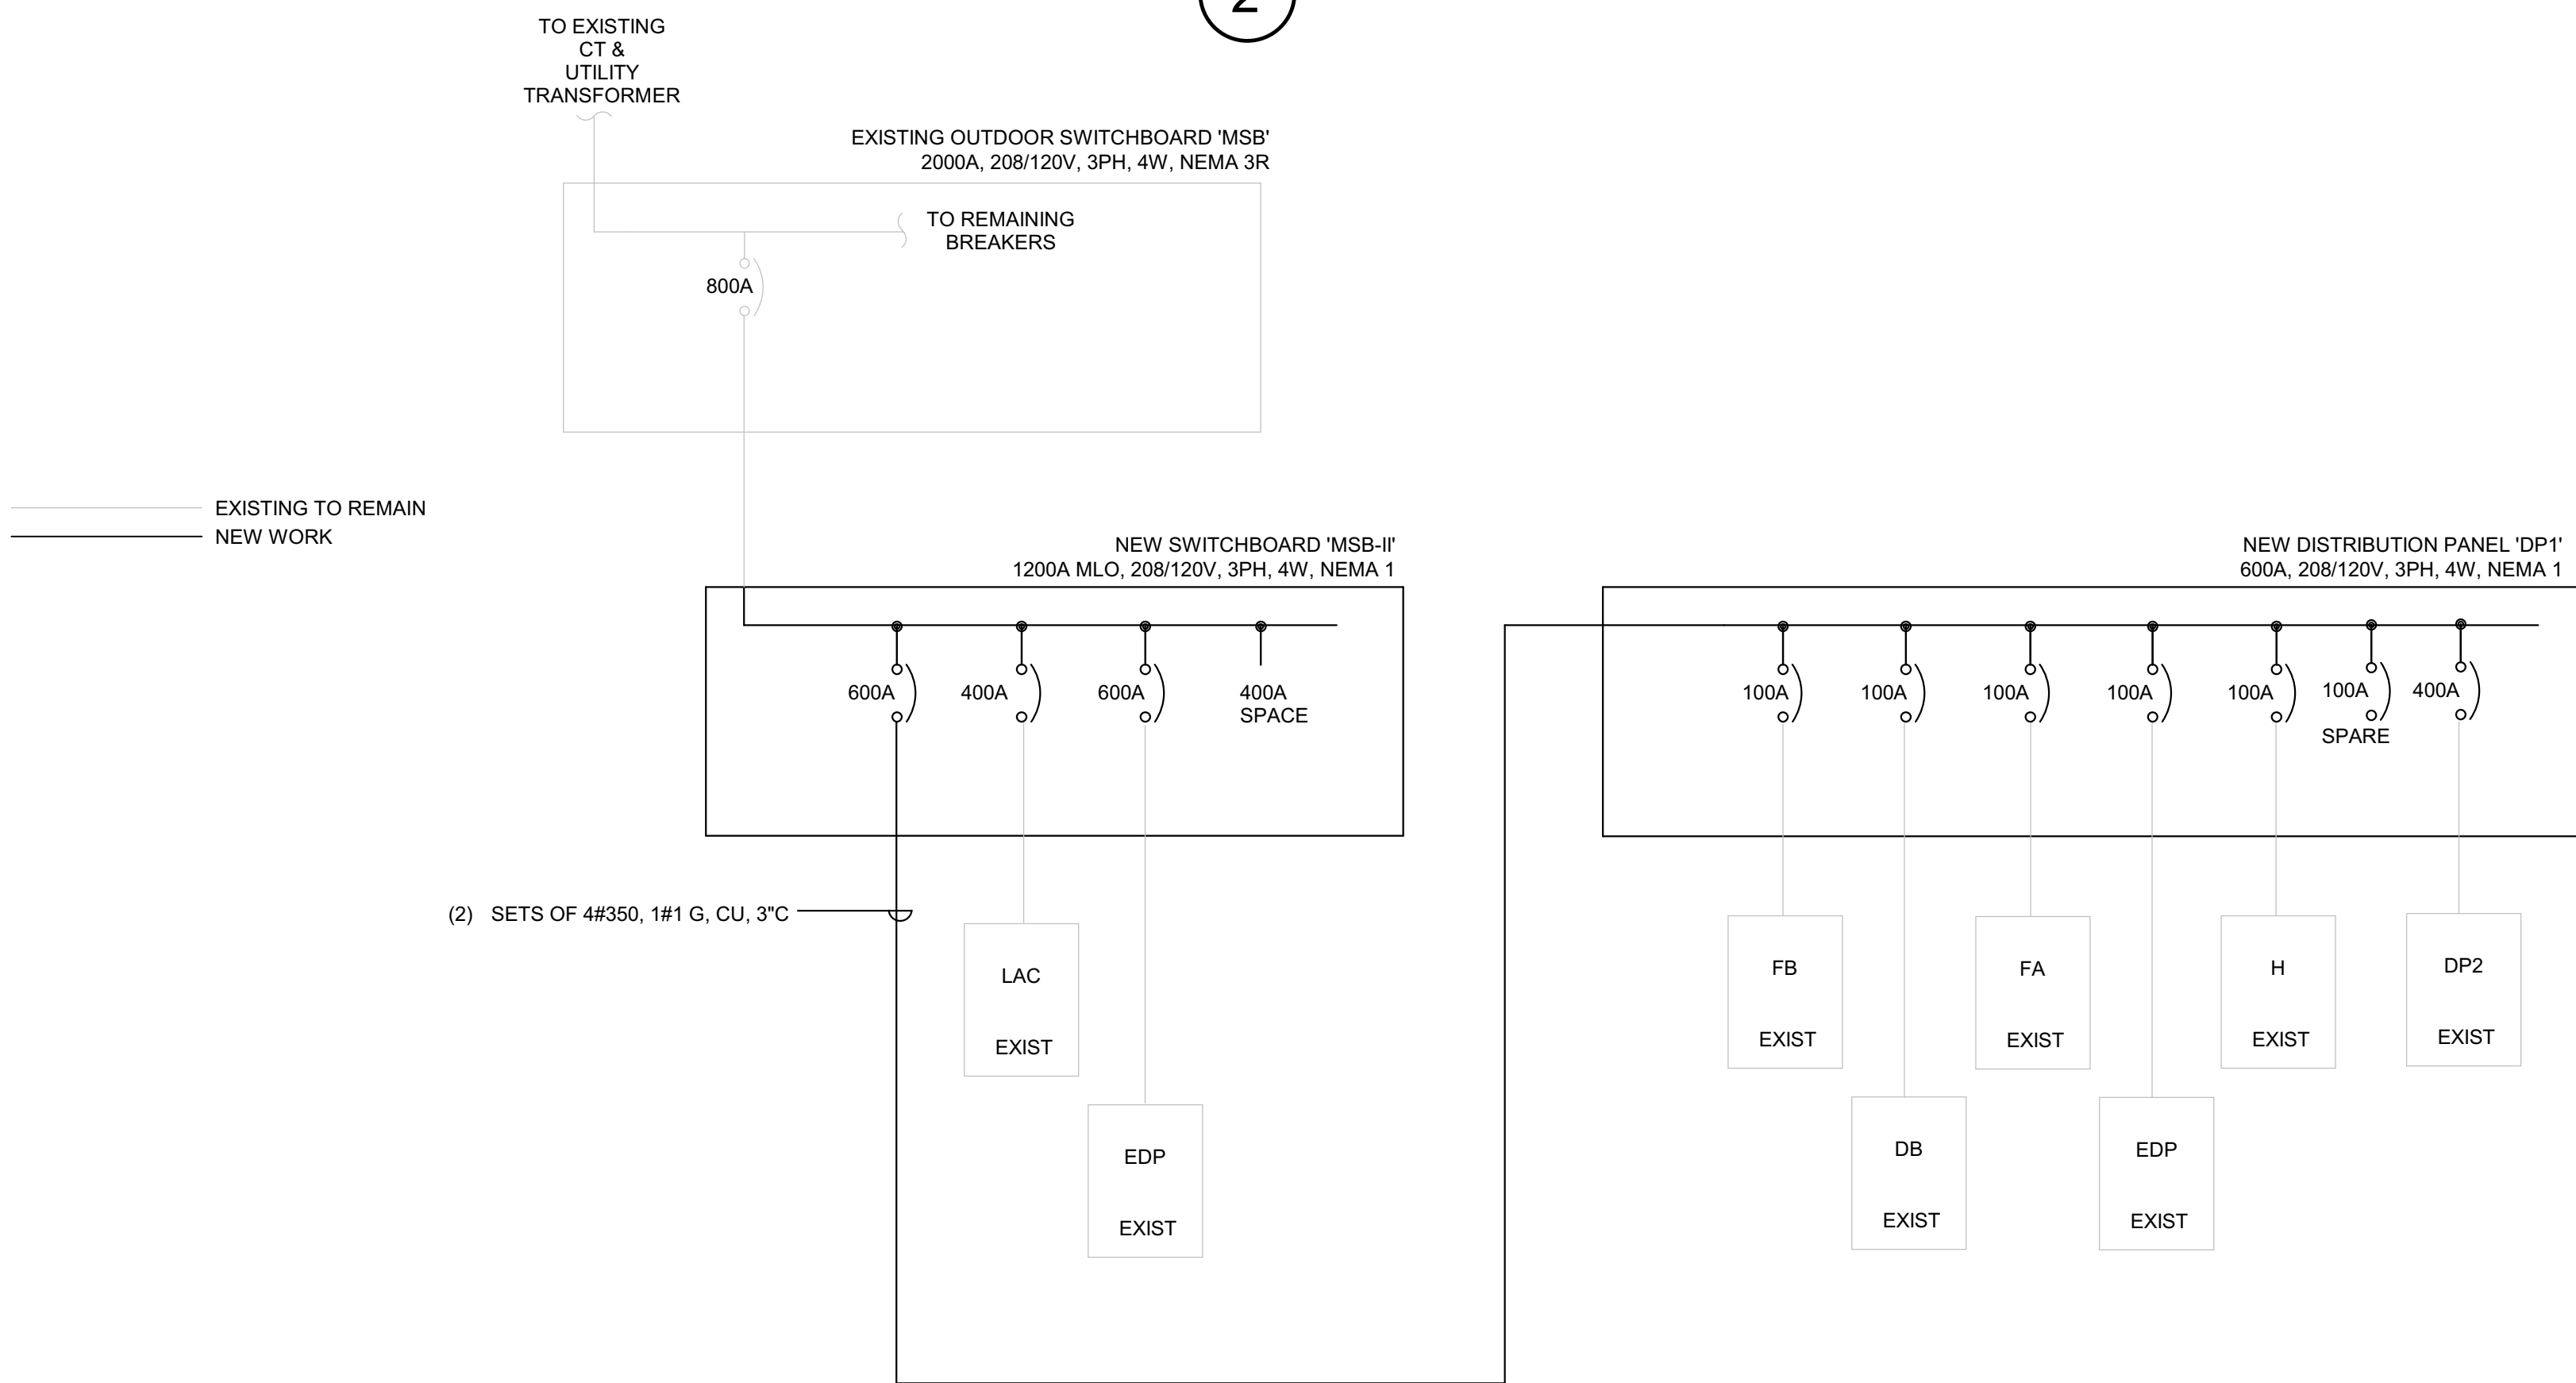 2
TO EXISTING
CT &
UTILITY
TRANSFORMER
EXISTING OUTDOOR SWITCHBOARD 'MSB'
2000A, 208/120V, 3PH, 4W, NEMA 3R
TO REMAINING
BREAKERS
800A
EXISTING TO REMAIN
NEW WORK
NEW SWITCHBOARD 'MSB-II'
1200A MLO, 208/120V, 3PH, 4W, NEMA 1
600A
400A
600A
400A
SPACE
(2) SETS OF 4#350, 1#1 G, CU, 3"C
LAC
EXIST
EDP
EXIST
NEW DISTRIBUTION PANEL 'DP1'
600A, 208/120V, 3PH, 4W, NEMA 1
100A
100A
100A
100A
100A
100A
SPARE
400A
FB
EXIST
DB
EXIST
FA
EXIST
EDP
EXIST
H
EXIST
DP2
EXIST